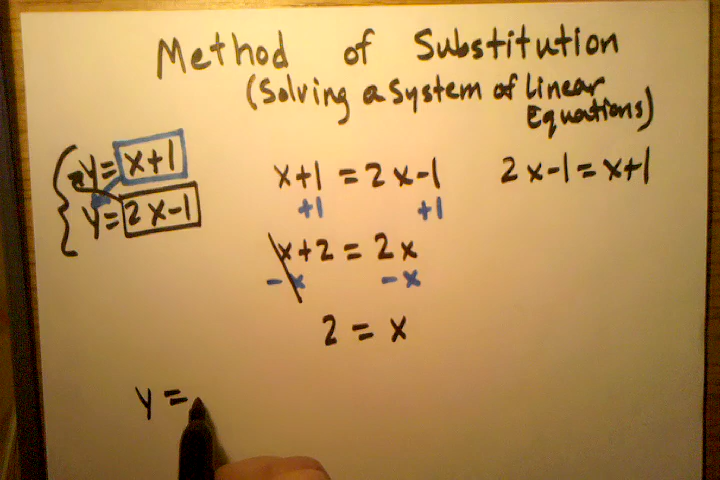 Method of Substitution
(Solving a System of Linear
Equations)
y = x+1
y = 2x-1
x+1 = 2x-1
+1 +1
x+2 = 2x
-x -x
2 = x
2x-1 = x+1
y =